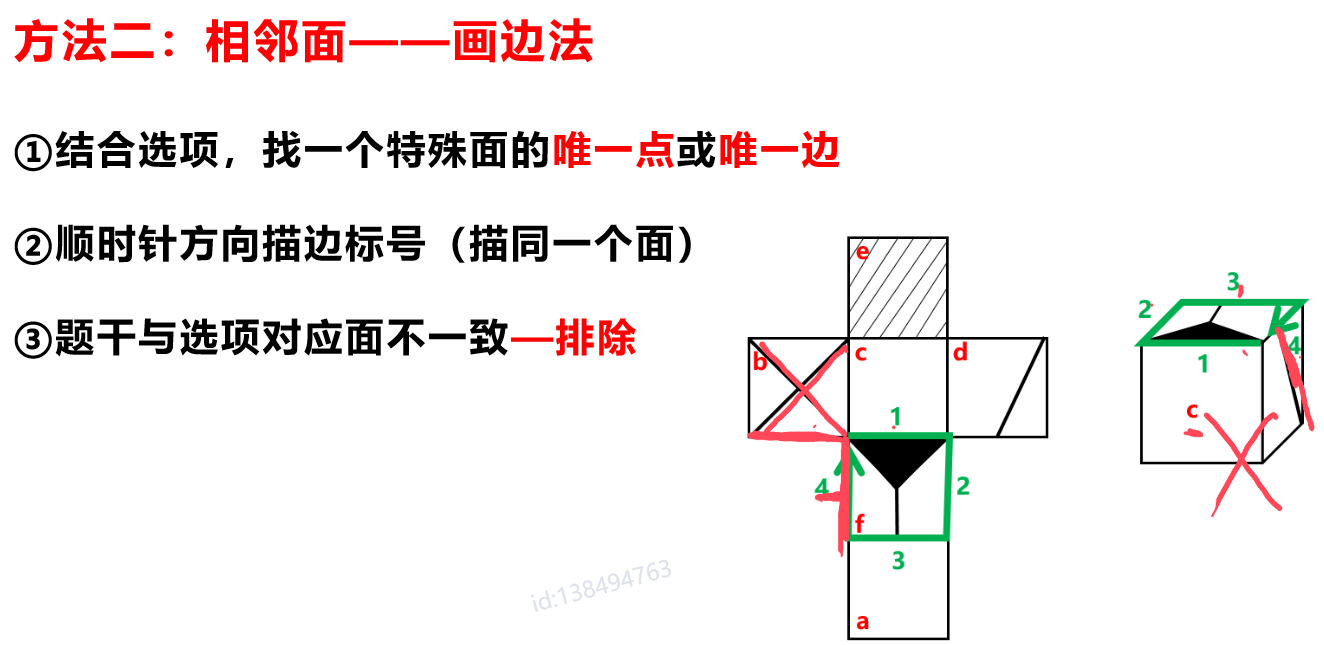 方法二：相邻面——画边法
①结合选项，找一个特殊面的唯一点或唯一边
②顺时针方向描边标号（描同一个面）
③题干与选项对应面不一致—排除
e
b
c
d
1
4
2
f
3
a
3
2
1
4
c
id:138494763